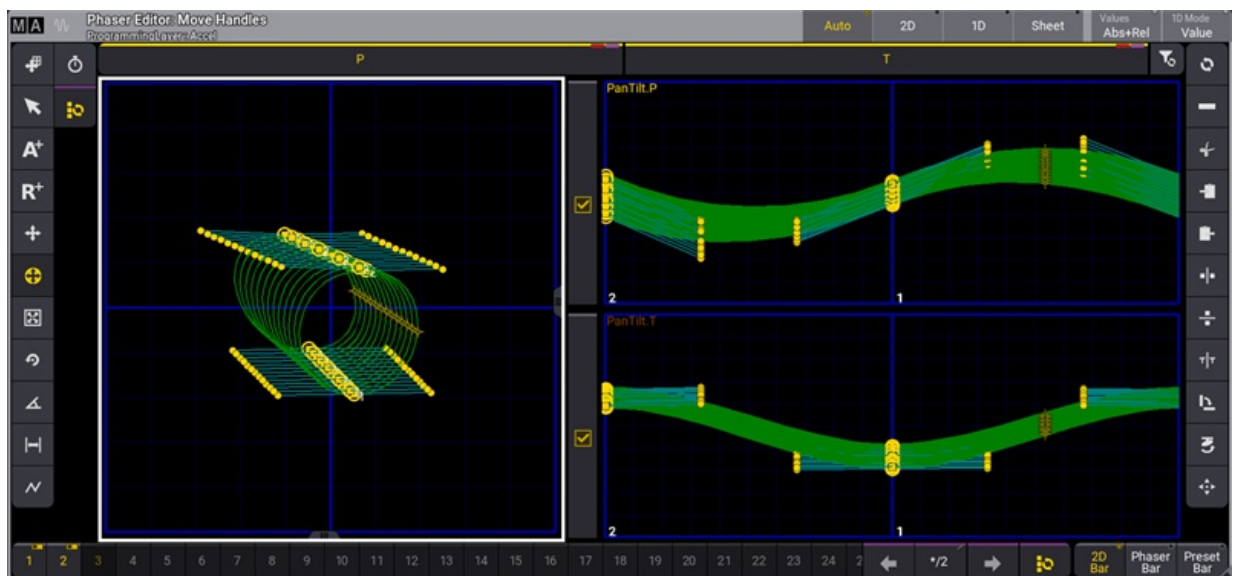 MA
Phaser Editor: Move Handles
ProgrammingLayer: Accel
Auto
2D
1D
Sheet
Values
Abs+Rel
1D Mode
Value
P
T
A+
R+
PanTilt.P
2
1
PanTilt.T
2
1
T|T
1 2 3 4 5 6 7 8 9 10 11 12 13 14 15 16 17 18 19 20 21 22 23 24 2
*/2
2D
Bar
Phaser
Bar
Preset
Bar